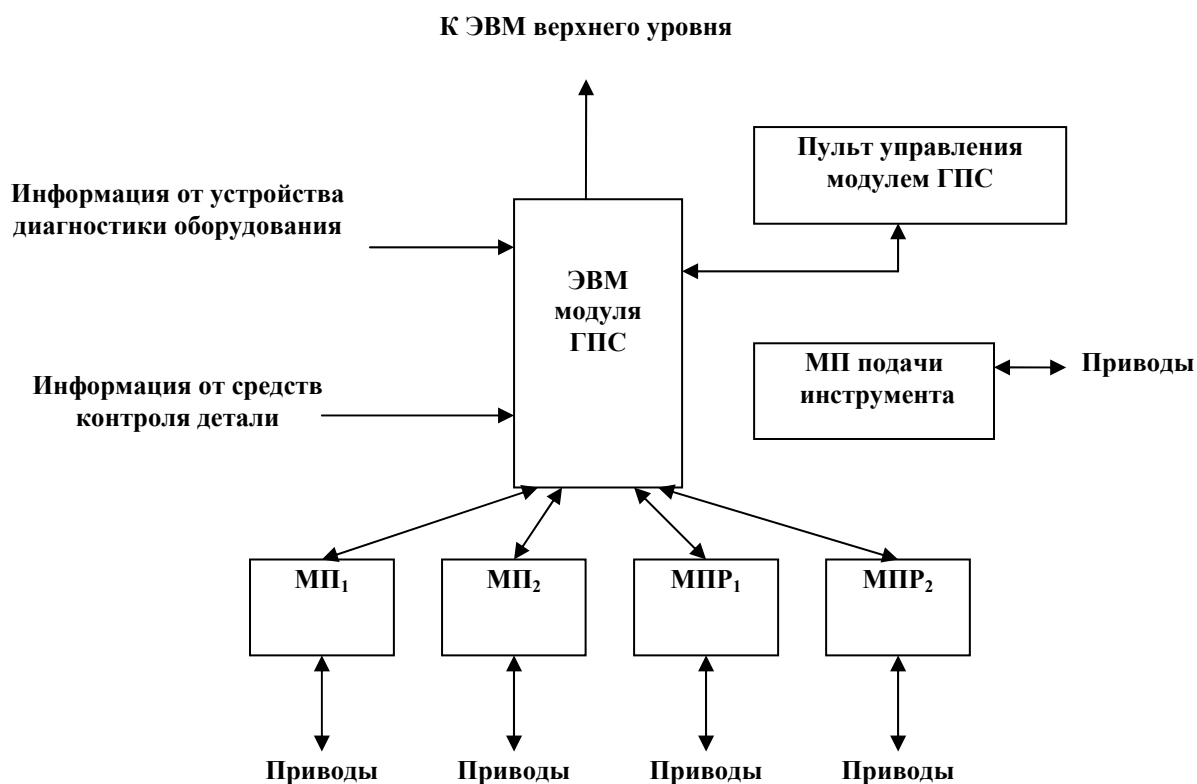 К ЭВМ верхнего уровня
Пульт управления
модулем ГПС
Информация от устройства
диагностики оборудования
ЭВМ
модуля
ГПС
МП подачи
инструмента
Приводы
Информация от средств
контроля детали
МП₁
МП₂
МПР₁
МПР₂
Приводы
Приводы
Приводы
Приводы